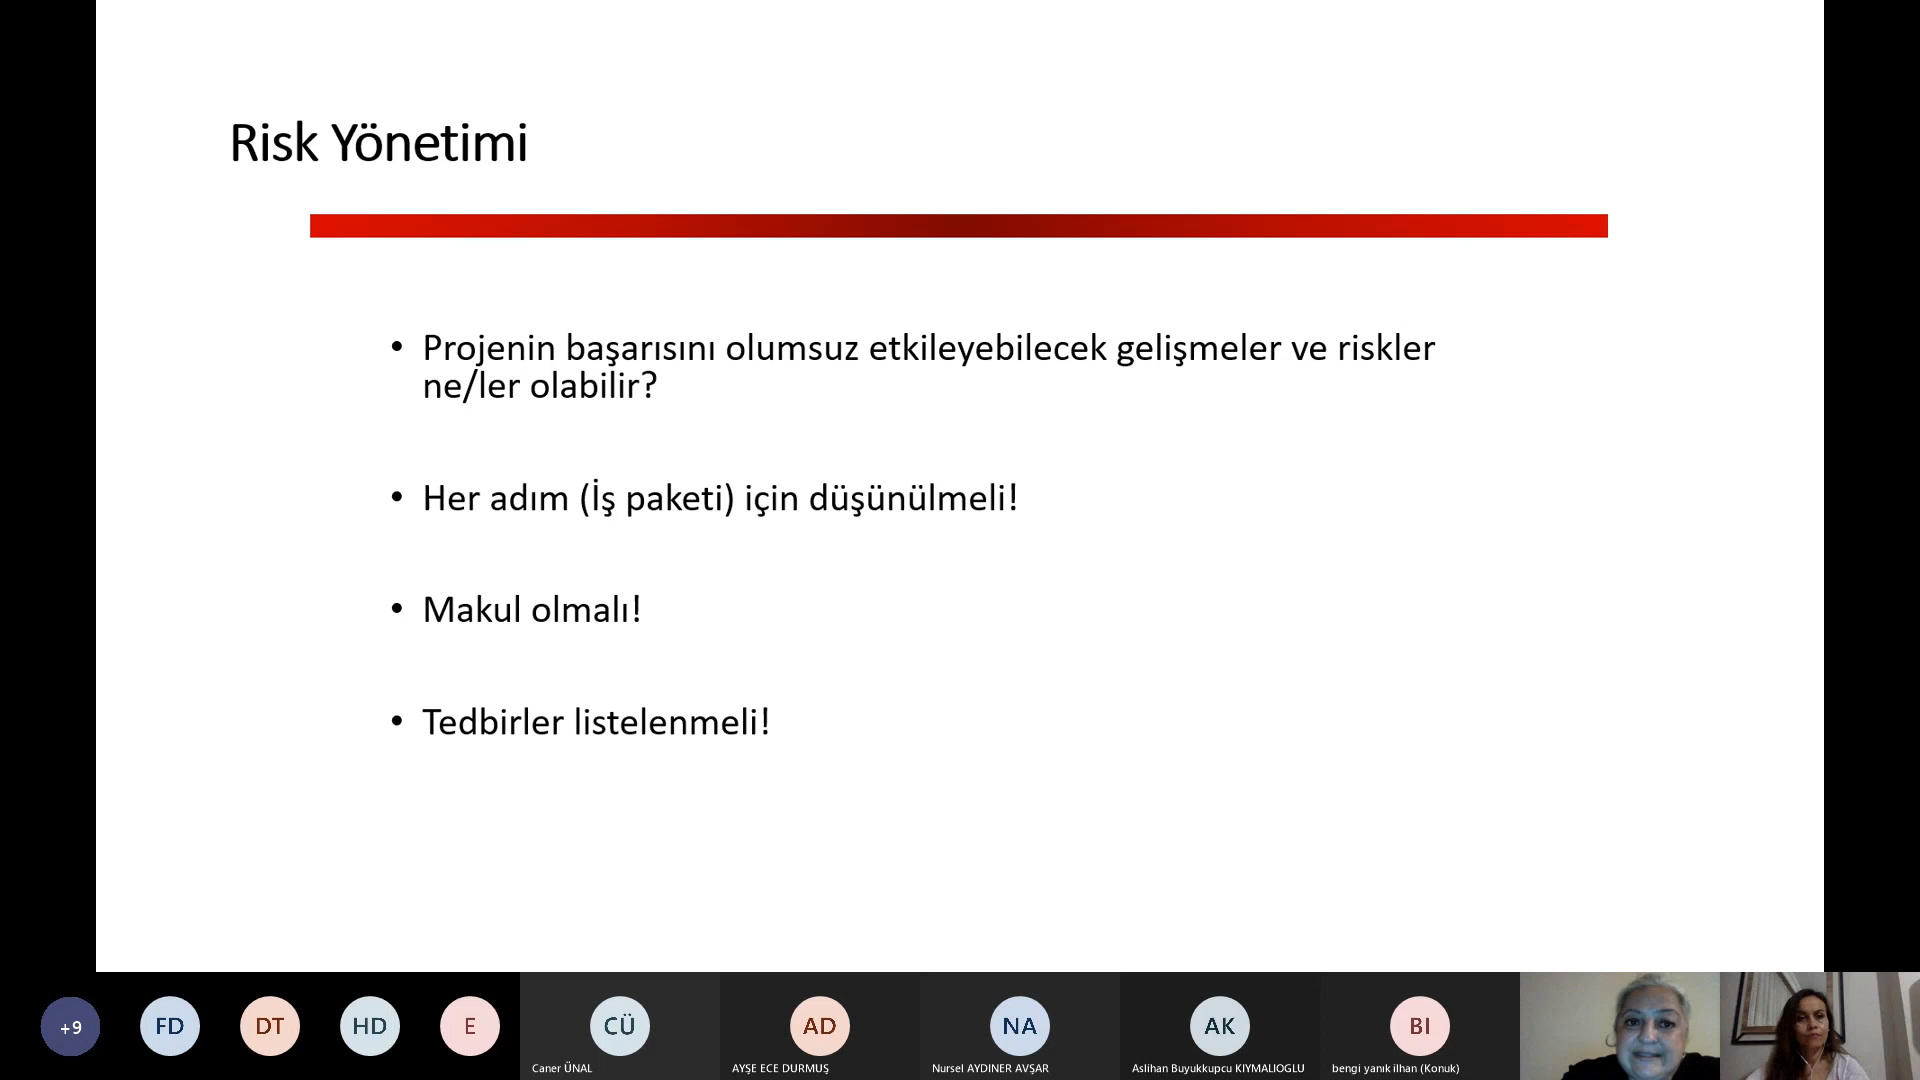 Risk Yönetimi
• Projenin başarısını olumsuz etkileyebilecek gelişmeler ve riskler
ne/ler olabilir?
• Her adım (İş paketi) için düşünülmeli!
• Makul olmalı!
• Tedbirler listelenmeli!
+9
FD
DT
HD
E
CÜ
AD
NA
AK
BI
Caner ÜNAL
AYŞE ECE DURMUŞ
Nursel AYDINER AVŞAR
Aslihan Buyukkupcu KIYMALIOGLU
bengi yanık ilhan (Konuk)